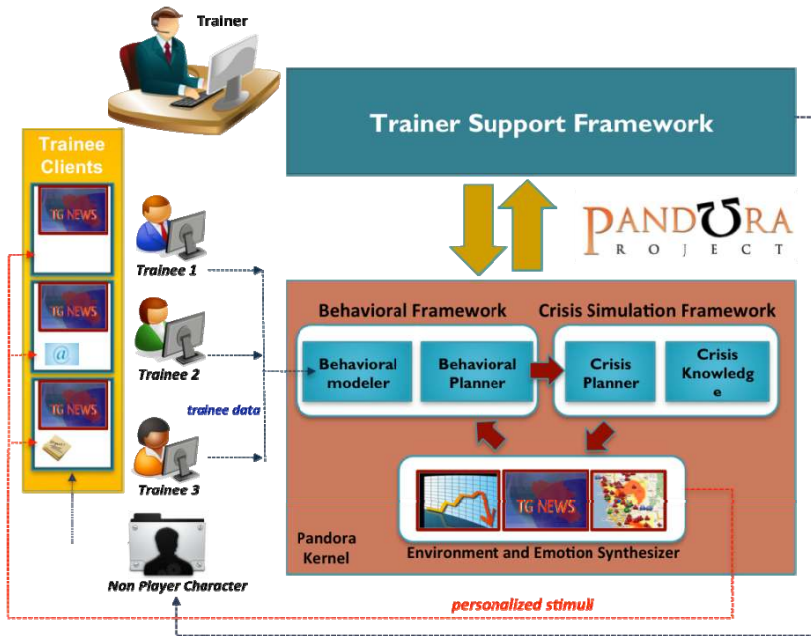 Trainer
Trainer Support Framework
Trainee
Clients
TG NEWS
TG NEWS
@
TG NEWS
Trainee 1
Trainee 2
trainee data
Trainee 3
Non Player Character
PANDORA
PROJECT
Behavioral Framework
Crisis Simulation Framework
Behavioral
modeler
Behavioral
Planner
Crisis
Planner
Crisis
Knowledg
e
TG NEWS
Pandora
Kernel
Environment and Emotion Synthesizer
personalized stimuli